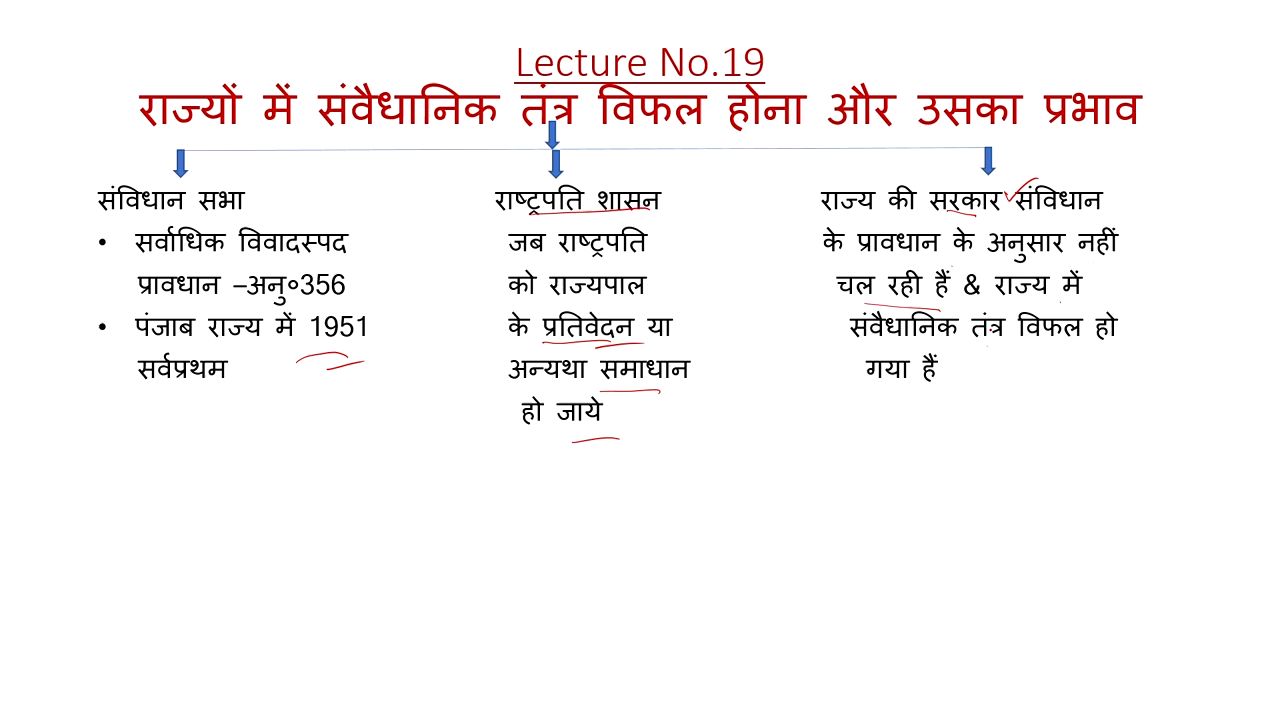 Lecture No.19
राज्यों में संवैधानिक तंत्र विफल होना और उसका प्रभाव
संविधान सभा
• सर्वाधिक विवादस्पद
प्रावधान –अनु०356
• पंजाब राज्य में 1951
सर्वप्रथम
राष्ट्रपति शासन
जब राष्ट्रपति
को राज्यपाल
के प्रतिवेदन या
अन्यथा समाधान
हो जाये
राज्य की सरकार संविधान
के प्रावधान के अनुसार नहीं
चल रही हैं & राज्य में
संवैधानिक तंत्र विफल हो
गया हैं